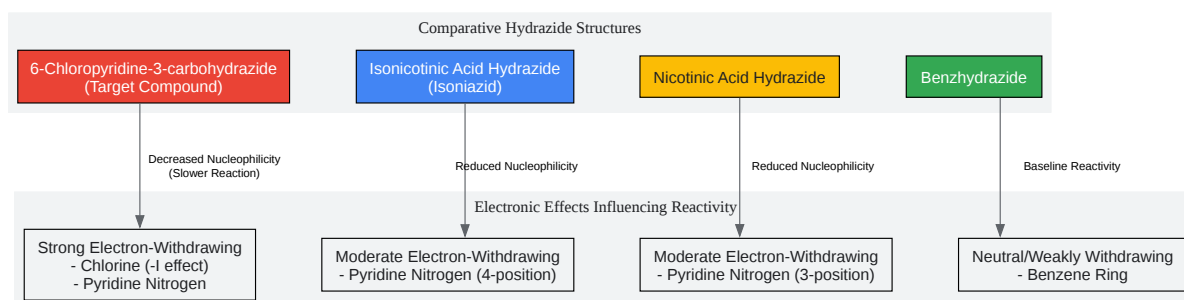 Comparative Hydrazide Structures
6-Chloropyridine-3-carbohydrazide
(Target Compound)
Isonicotinic Acid Hydrazide
(Isoniazid)
Nicotinic Acid Hydrazide
Benzhydrazide
Decreased Nucleophilicity
(Slower Reaction)
Reduced Nucleophilicity
Reduced Nucleophilicity
Baseline Reactivity
Electronic Effects Influencing Reactivity
Strong Electron-Withdrawing
- Chlorine (-I effect)
- Pyridine Nitrogen
Moderate Electron-Withdrawing
- Pyridine Nitrogen (4-position)
Moderate Electron-Withdrawing
- Pyridine Nitrogen (3-position)
Neutral/Weakly Withdrawing
- Benzene Ring